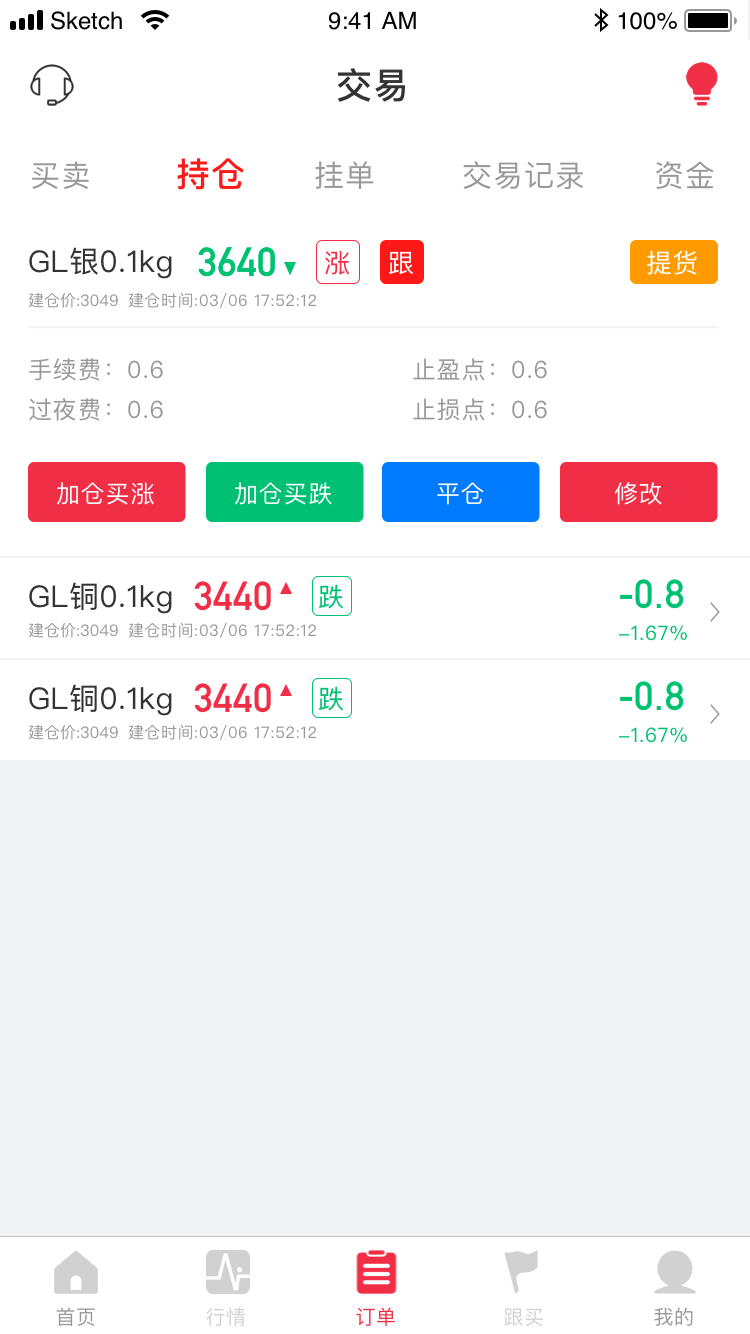 Sketch 9:41 AM 100%
交易
买卖 持仓 挂单 交易记录 资金
GL银0.1kg 3640 涨 跟 提货
建仓价:3049 建仓时间:03/06 17:52:12
手续费：0.6 止盈点：0.6
过夜费：0.6 止损点：0.6
加仓买涨 加仓买跌 平仓 修改
GL铜0.1kg 3440 跌 -0.8
建仓价:3049 建仓时间:03/06 17:52:12 -1.67%
GL铜0.1kg 3440 跌 -0.8
建仓价:3049 建仓时间:03/06 17:52:12 -1.67%
首页 行情 订单 跟买 我的